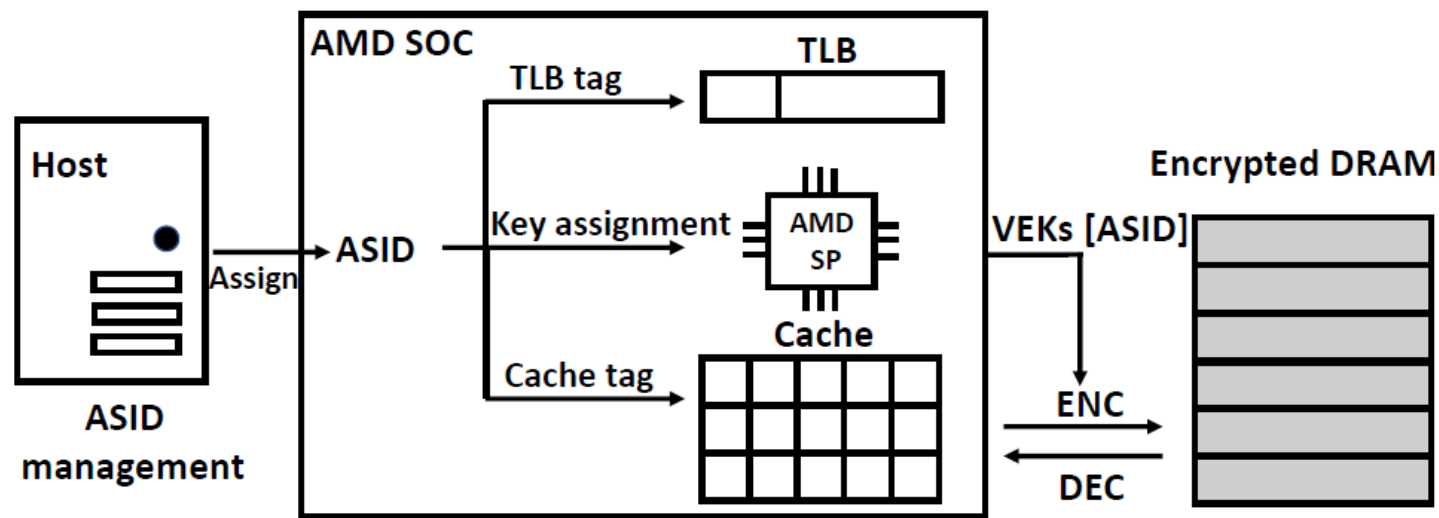 AMD SOC
TLB
TLB tag
Host
Encrypted DRAM
Key assignment
AMD
SP
VEKs [ASID]
ASID
Assign
Cache
Cache tag
ENC
ASID
management
DEC